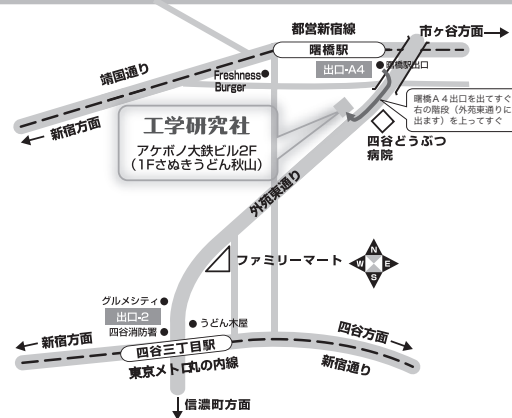 都営新宿線
市ヶ谷方面
曙橋駅
靖国通り
出口-A4
曙橋駅出口
Freshness
Burger
新宿方面
工学研究社
アケボノ大鉄ビル2F
(1Fさぬきうどん秋山)
曙橋A4出口を出てすぐ
右の階段(外苑東通りに
出ます)を上ってすぐ
四谷どうぶつ
病院
外苑東通り
ファミリーマート
N
W E
S
グルメシティ
出口-2
四谷消防署
うどん木屋
新宿方面
四谷三丁目駅
四谷方面
東京メトロ丸の内線
新宿通り
信濃町方面